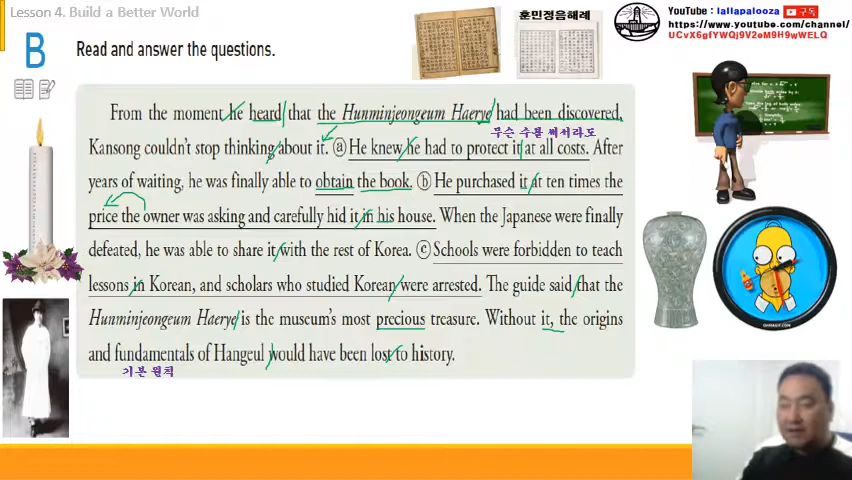 Lesson 4. Build a Better World
B
Read and answer the questions.
훈민정음해례
YouTube : lallapalooza 구독
https://www.youtube.com/channel/
UCvX6gfYWQj9V2eM9H9wWELQ
From the moment he heard that the Hunminjeongeum Haerye had been discovered,
무슨 수를 써서라도
Kansong couldn't stop thinking about it. ⓐ He knew he had to protect it at all costs. After
years of waiting, he was finally able to obtain the book. ⓑ He purchased it at ten times the
price the owner was asking and carefully hid it in his house. When the Japanese were finally
defeated, he was able to share it with the rest of Korea. ⓒ Schools were forbidden to teach
lessons in Korean, and scholars who studied Korean were arrested. The guide said that the
Hunminjeongeum Haerye is the museum's most precious treasure. Without it, the origins
and fundamentals of Hangeul would have been lost to history.
기본 원칙